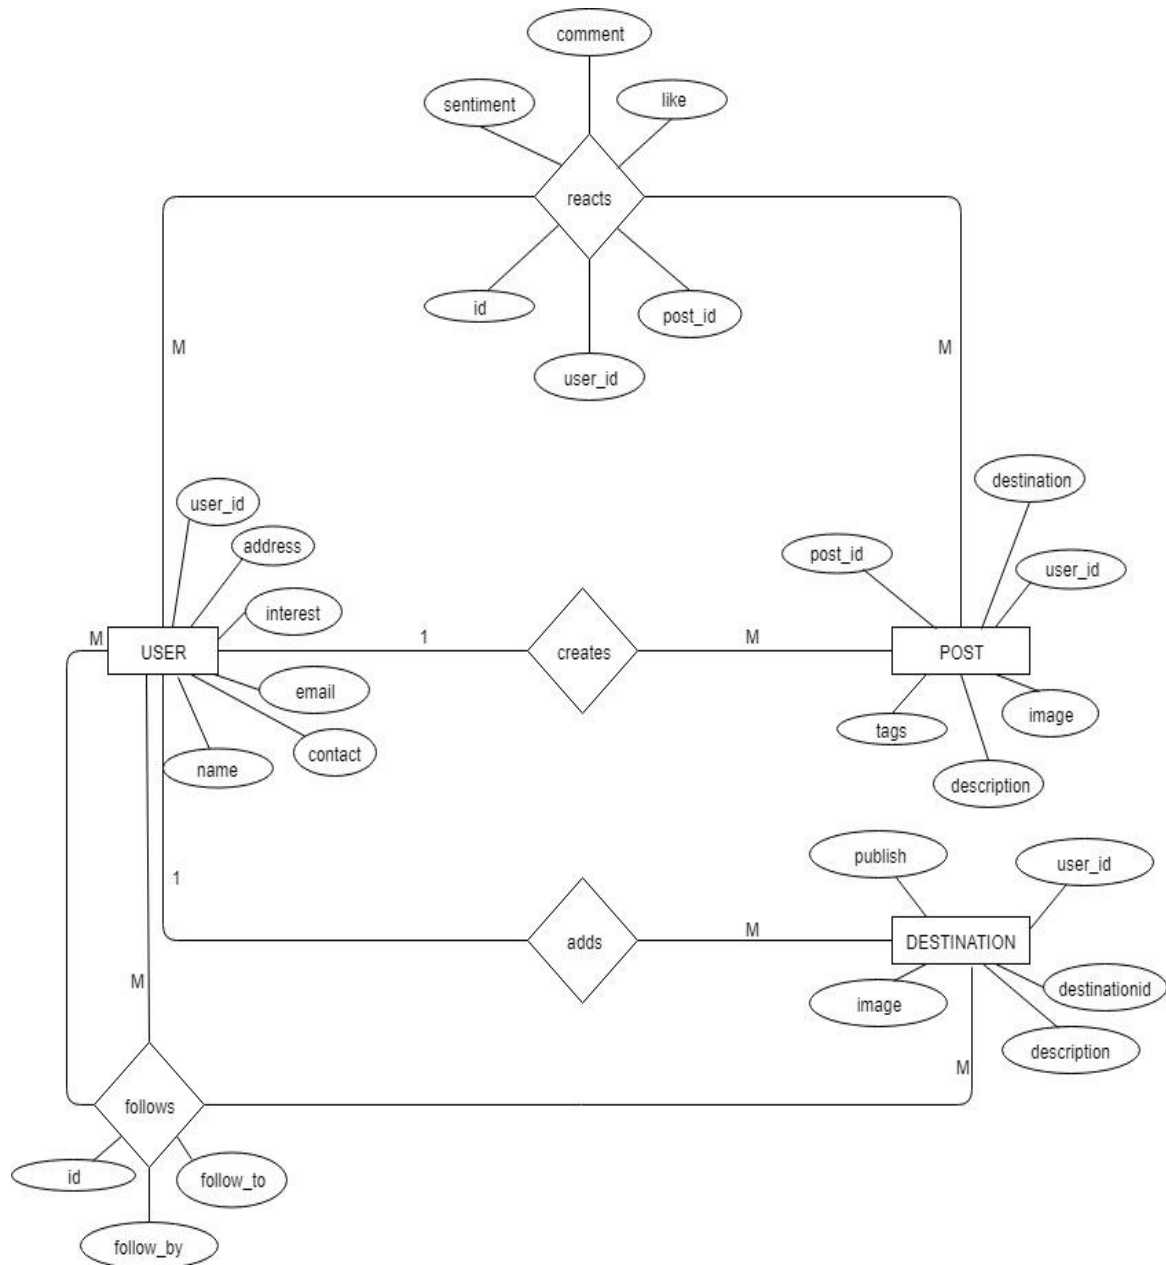 comment
sentiment
like
reacts
id
post_id
user_id
M
M
user_id
address
interest
M
USER
email
contact
name
1
creates
M
destination
post_id
user_id
POST
image
tags
description
1
adds
M
publish
user_id
DESTINATION
destinationid
image
description
M
M
follows
id
follow_to
follow_by